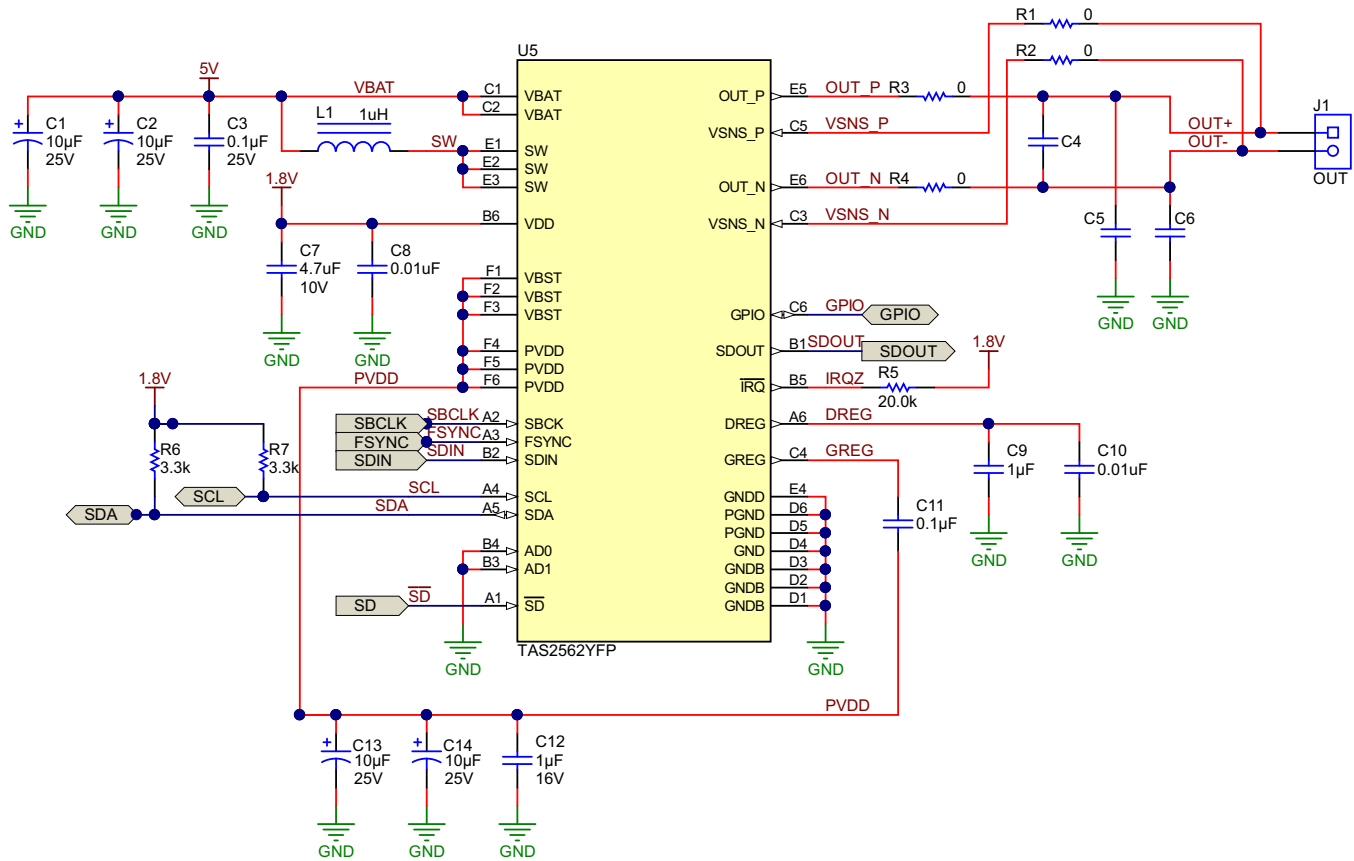 U5
R1 0
R2 0
5V
VBAT
C1 VBAT
C2 VBAT
L1 1uH
SW
E1 SW
E2 SW
E3 SW
C1
10µF
25V
C2
10µF
25V
C3
0.1µF
25V
GND
GND
GND
1.8V
B6 VDD
C7
4.7uF
10V
C8
0.01uF
GND
GND
F1 VBST
F2 VBST
F3 VBST
F4 PVDD
F5 PVDD
F6 PVDD
PVDD
SBCLK SBCLK A2 SBCK
FSYNC FSYNC A3 FSYNC
SDIN SDIN B2 SDIN
1.8V
R6
3.3k
R7
3.3k
SCL SCL A4 SCL
SDA SDA A5 SDA
B4 AD0
B3 AD1
SD SD A1 SD
GND
TAS2562YFP
OUT_P E5 OUT_P R3 0
VSNS_P C5 VSNS_P
OUT_N E6 OUT_N R4 0
VSNS_N C3 VSNS_N
C4
C5
C6
GND
GND
OUT+
OUT-
J1
OUT
GPIO C6 GPIO GPIO
SDOUT B1 SDOUT SDOUT
1.8V
IRQ B5 IRQZ R5
20.0k
DREG A6 DREG
GREG C4 GREG
C9
1µF
C10
0.01uF
GND
GND
C11
0.1µF
GNDD E4
PGND D6
PGND D5
GND D4
GNDB D3
GNDB D2
GNDB D1
GND
PVDD
C13
10µF
25V
C14
10µF
25V
C12
1µF
16V
GND
GND
GND